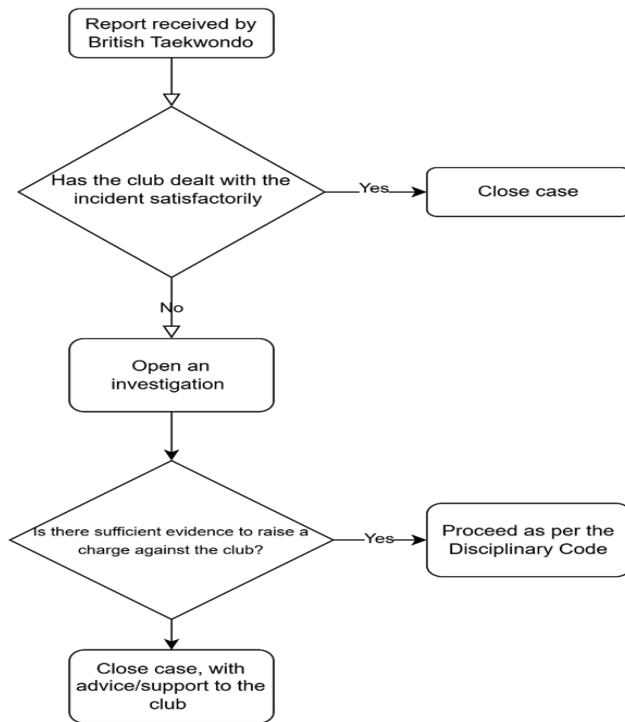 Report received by
British Taekwondo
Has the club dealt with the
incident satisfactorily
Yes
Close case
No
Open an
investigation
Is there sufficient evidence to raise a
charge against the club?
Yes
Proceed as per the
Disciplinary Code
Close case, with
advice/support to the
club